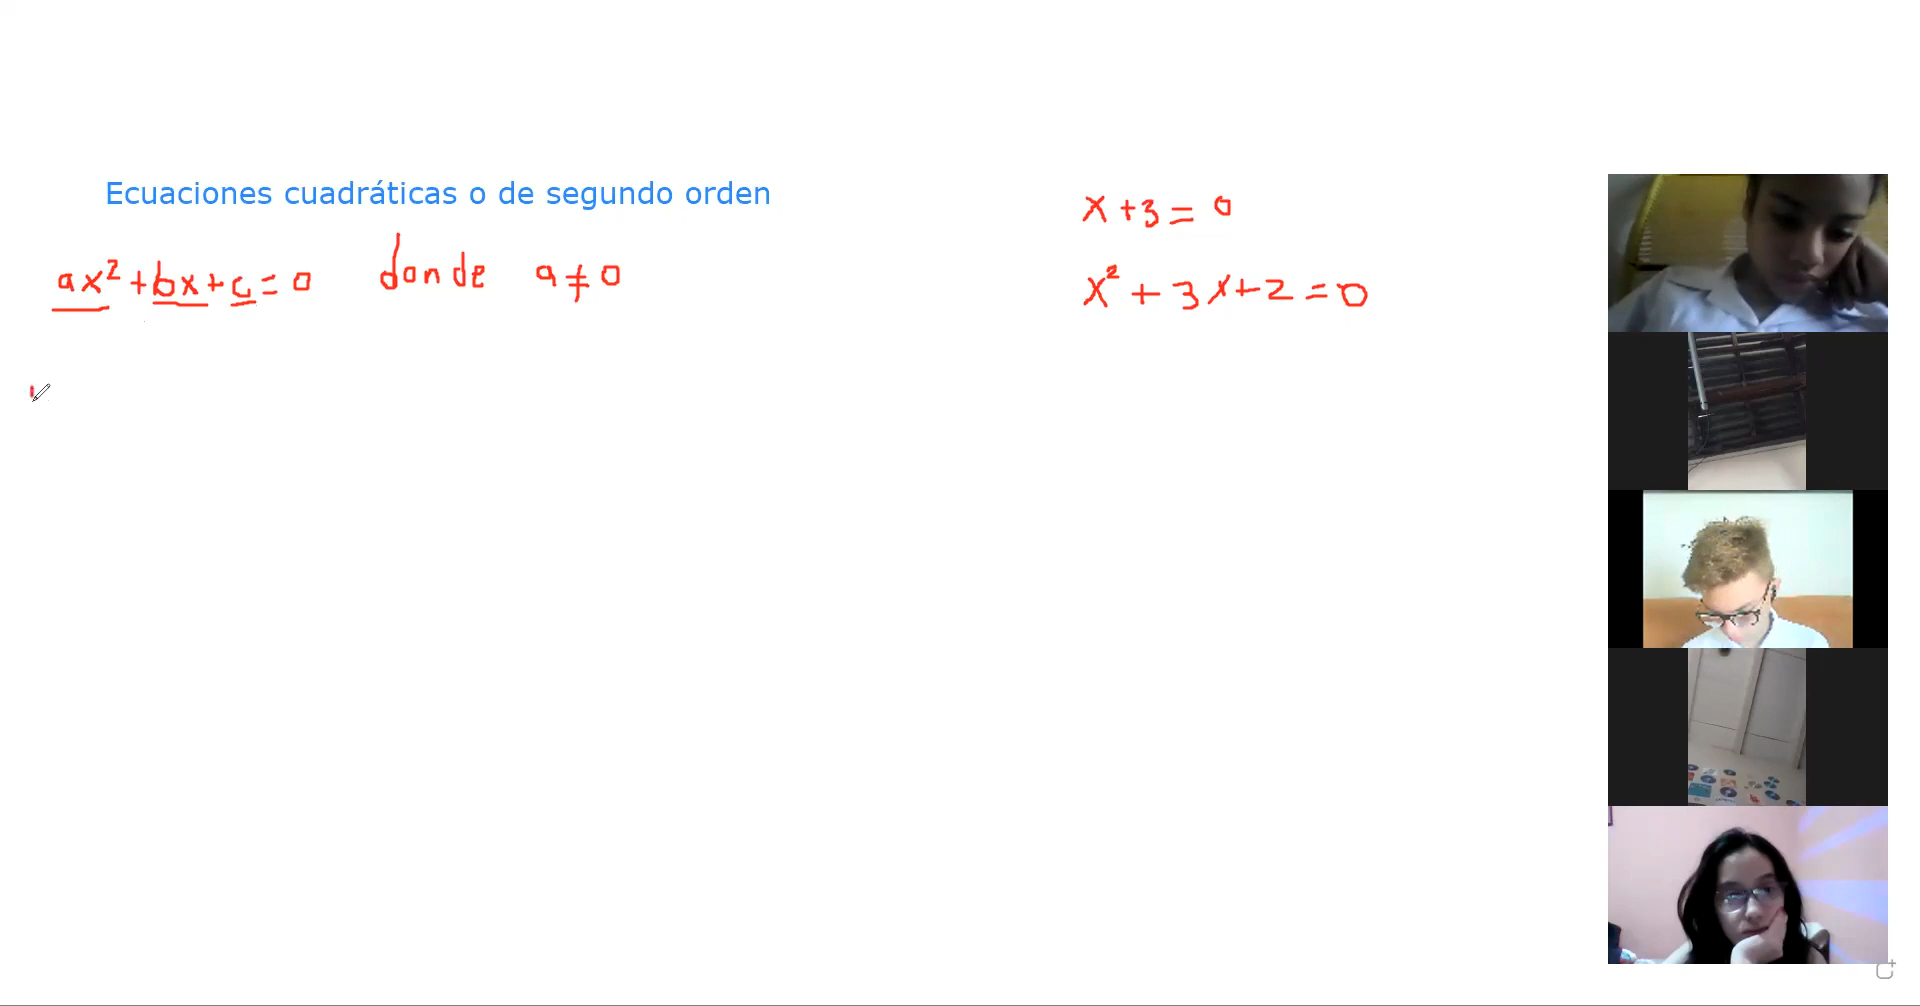 Ecuaciones cuadráticas o de segundo orden
ax² + bx + c = 0 donde a ≠ 0
x + 3 = 0
x² + 3x + 2 = 0